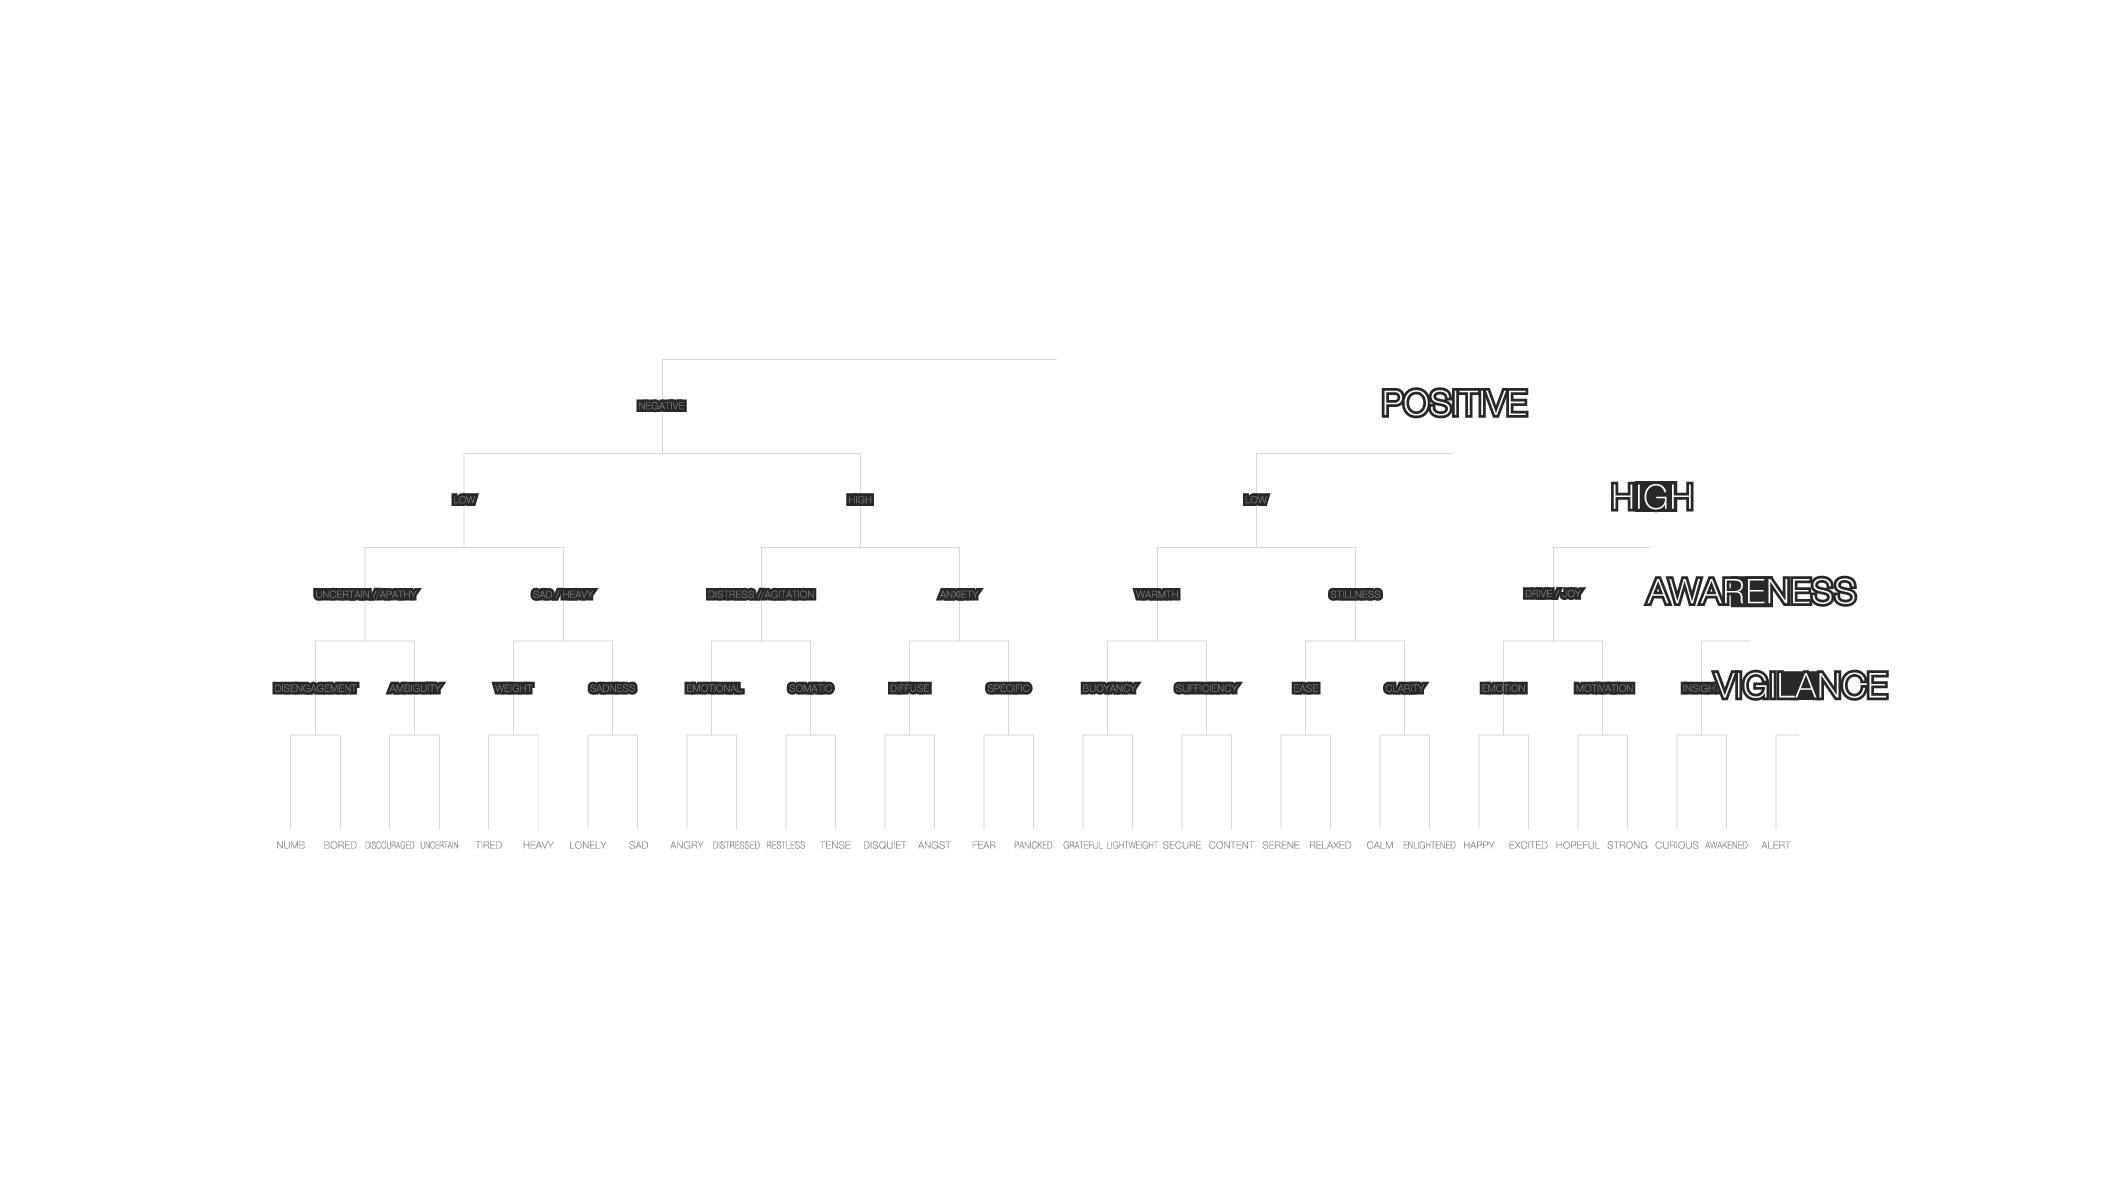 NEGATIVE POSITIVE
LOW HIGH LOW HIGH
UNCERTAIN // APATHY SAD // HEAVY DISTRESS // AGITATION ANXIETY WARMTH STILLNESS DRIVE // JOY AWARENESS
DISENGAGEMENT AMBIGUITY WEIGHT SADNESS EMOTIONAL SOMATIC DIFFUSE SPECIFIC BUOYANCY SUFFICIENCY EASE CLARITY EMOTION MOTIVATION VIGILANCE
NUMB BORED DISCOURAGED UNCERTAIN TIRED HEAVY LONELY SAD ANGRY DISTRESSED RESTLESS TENSE DISQUIET ANGST FEAR PANICKED GRATEFUL LIGHTWEIGHT SECURE CONTENT SERENE RELAXED CALM ENLIGHTENED HAPPY EXCITED HOPEFUL STRONG CURIOUS AWAKENED ALERT